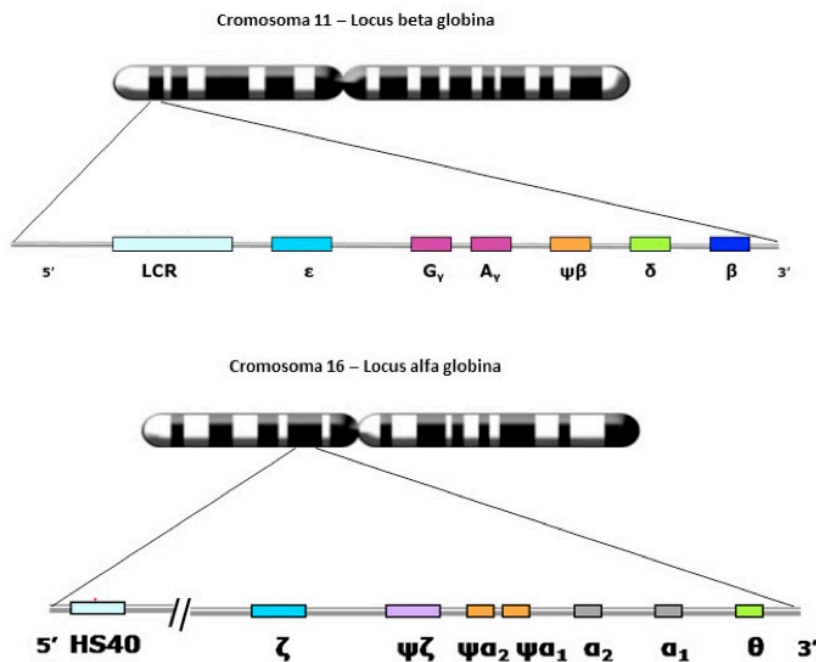 Cromosoma 11 – Locus beta globina
5’ LCR ε Gγ Aγ ψβ δ β 3’
Cromosoma 16 – Locus alfa globina
5’ HS40 ζ ψζ ψα₂ ψα₁ α₂ α₁ θ 3’